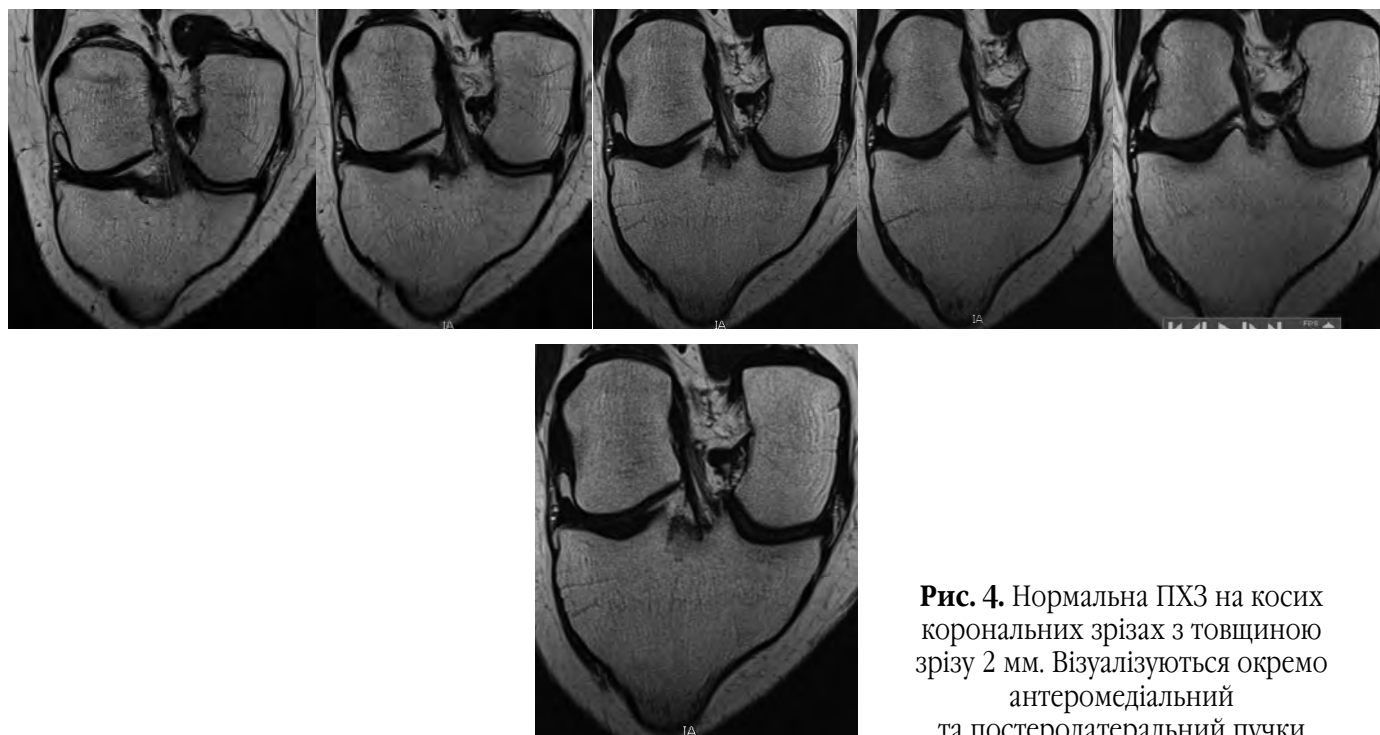 IA
IA
IA
FPS
IA
Рис. 4. Нормальна ПХЗ на косих
корональних зрізах з товщиною
зрізу 2 мм. Візуалізуються окремо
антеромедіальний
та постеролатеральний пучки